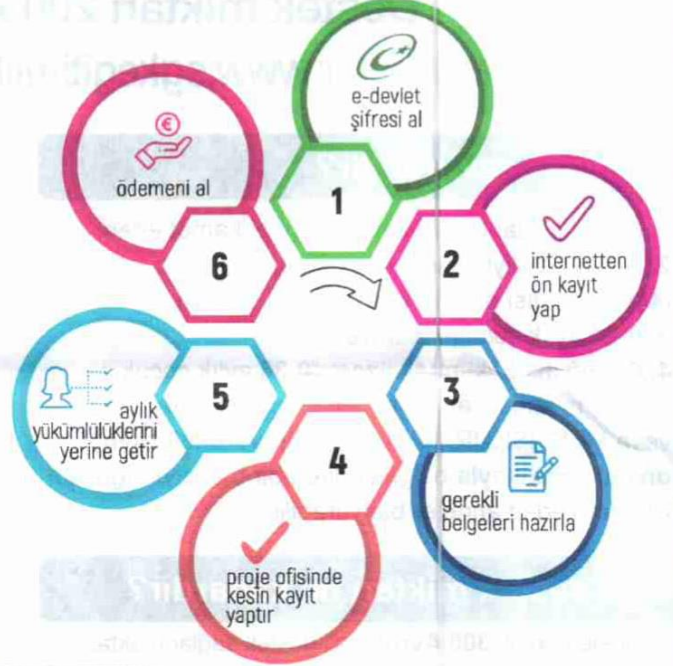 1
e-devlet
şifresi al
2
internetten
ön kayıt
yap
3
gerekli
belgeleri hazırla
4
proje ofisinde
kesin kayıt
yaptır
5
aylık
yükümlülüklerini
yerine getir
6
€
ödemeni al